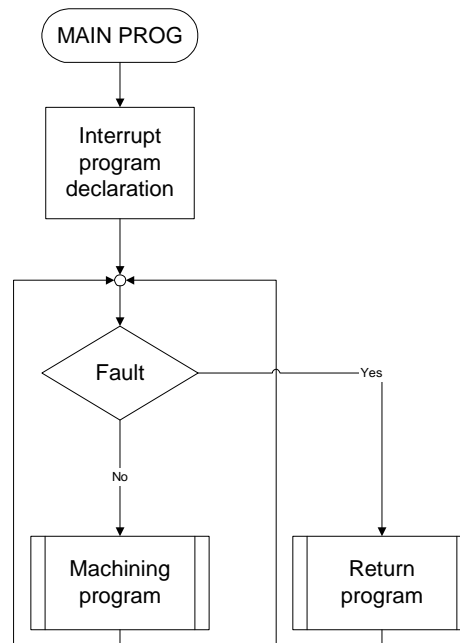 MAIN PROG
Interrupt
program
declaration
Fault
Yes
No
Machining
program
Return
program